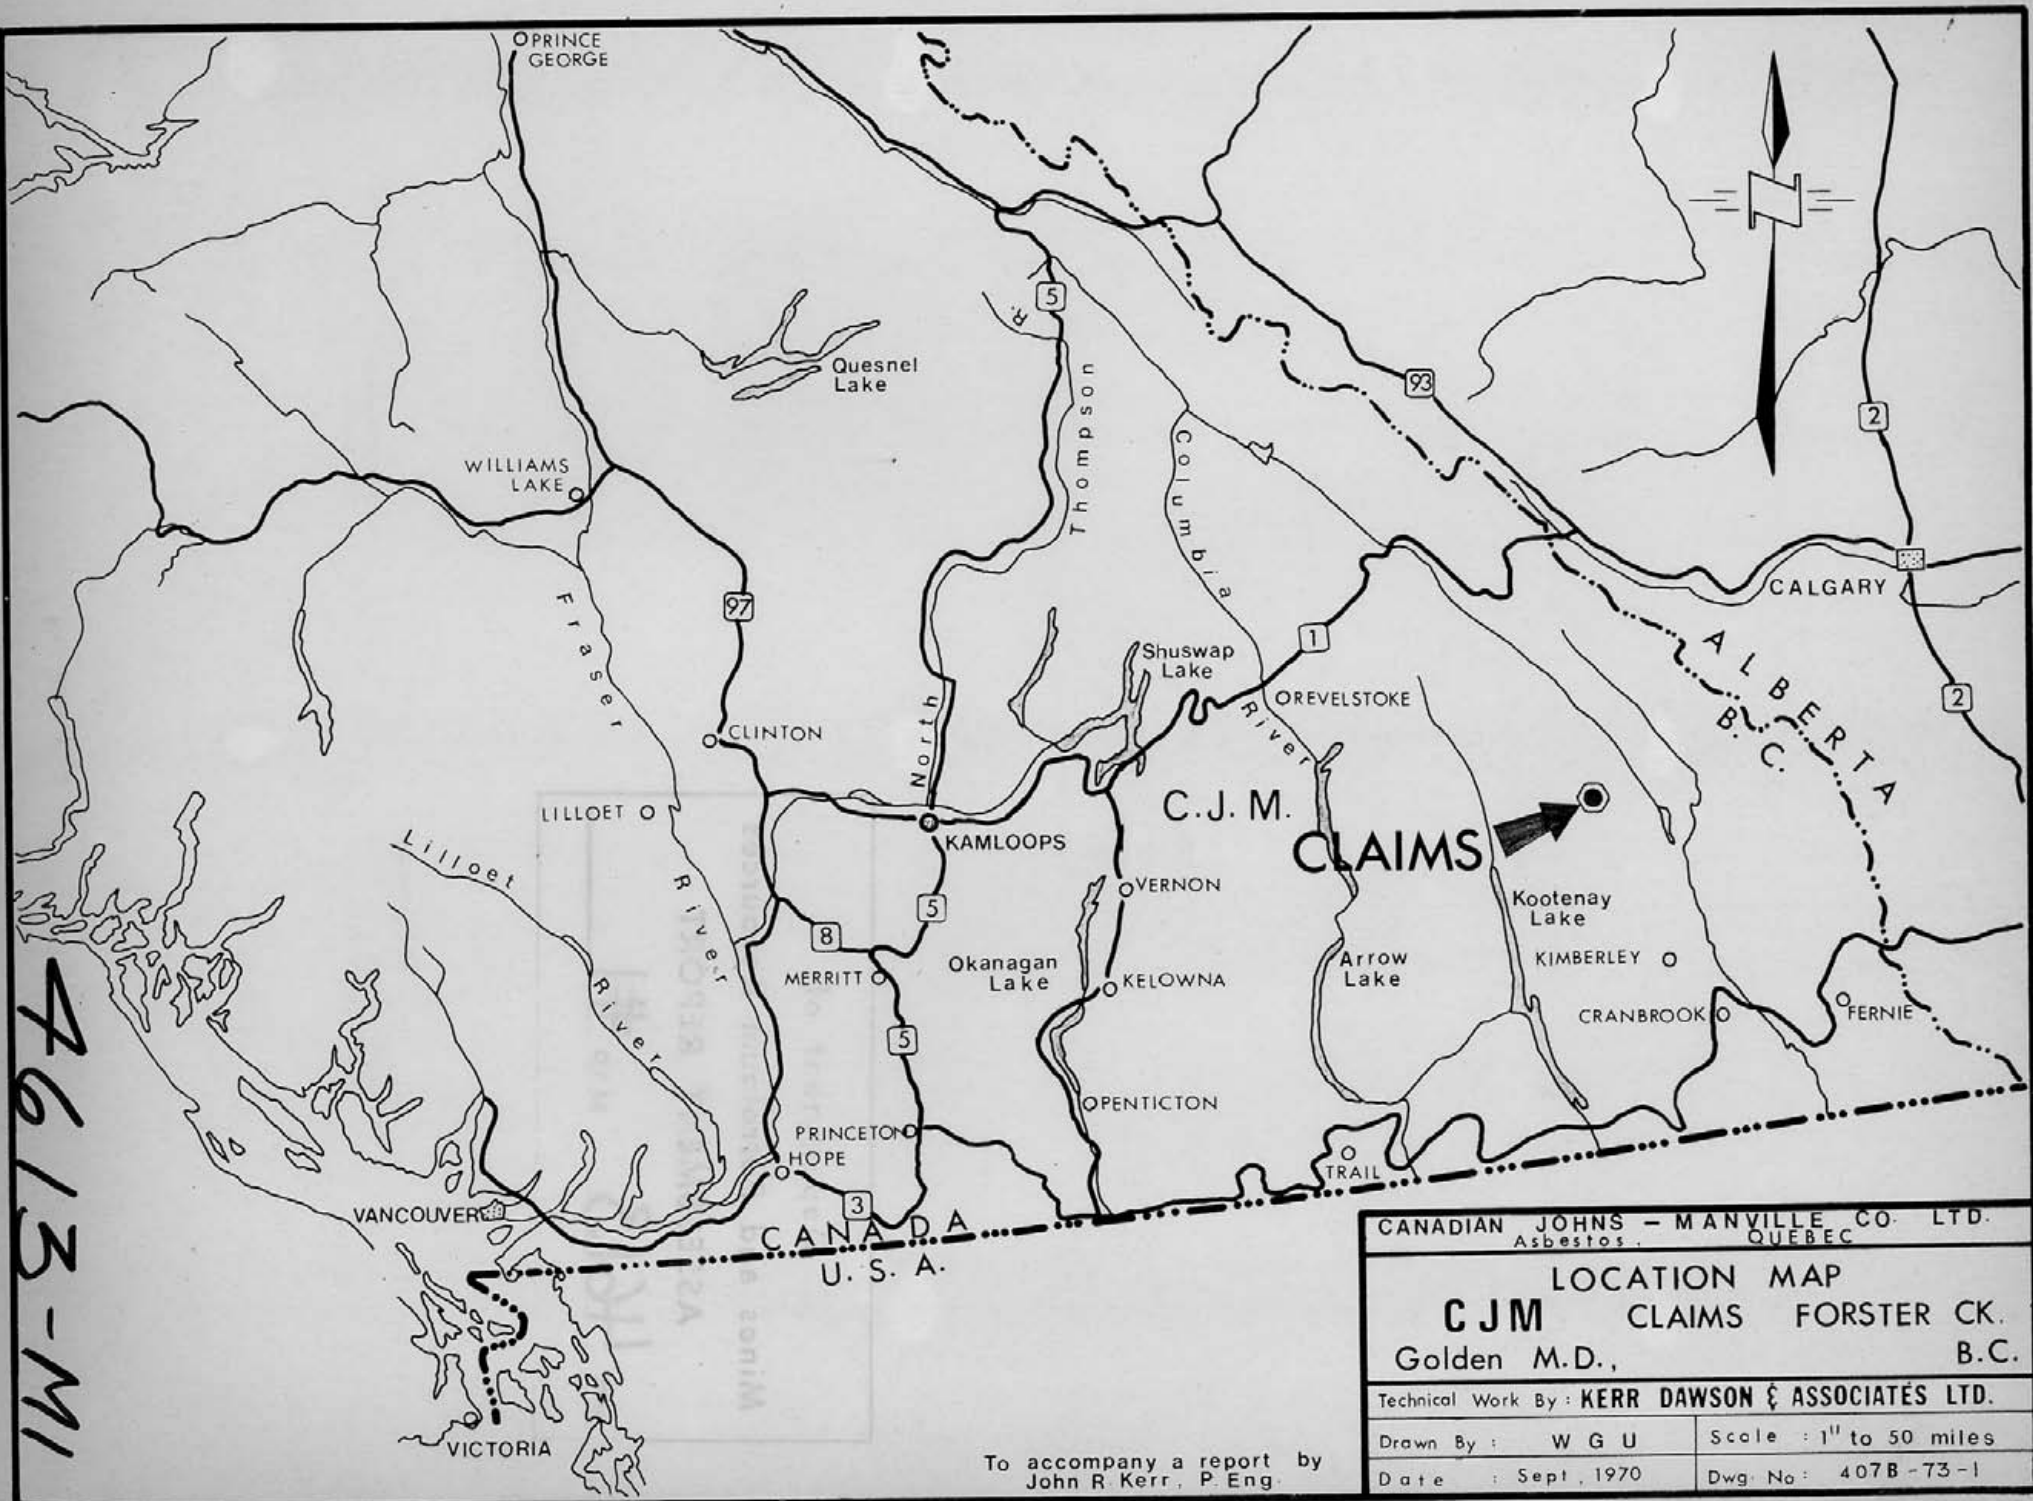 PRINCE
GEORGE
5
R.
Quesnel
Lake
Thompson
93
2
Columbia
WILLIAMS
LAKE
CALGARY
97
Fraser
1
Shuswap
Lake
ALBERTA
B.C.
2
REVELSTOKE
River
CLINTON
North
C.J.M.
CLAIMS
LILLOET
KAMLOOPS
Lilloet
River
VERNON
5
8
Kootenay
Lake
MERRITT
Okanagan
Lake
KELOWNA
Arrow
Lake
KIMBERLEY
River
5
CRANBROOK
FERNIE
PENTICTON
PRINCETON
HOPE
TRAIL
3
VANCOUVER
CANADA
U.S.A.
VICTORIA
4613-M1
To accompany a report by
John R. Kerr, P. Eng.
CANADIAN JOHNS - MANVILLE CO. LTD.
Asbestos, QUEBEC
LOCATION MAP
CJM CLAIMS FORSTER CK.
Golden M.D., B.C.
Technical Work By : KERR DAWSON & ASSOCIATES LTD.
Drawn By : W G U
Scale : 1" to 50 miles
Date : Sept, 1970
Dwg. No : 407B-73-1